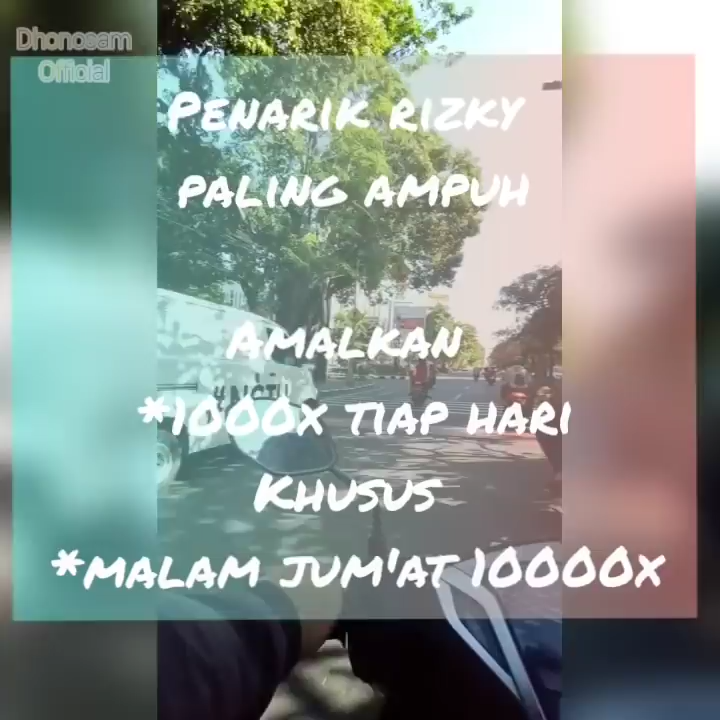 Dhonosam
Official
Penarik rizky
paling ampuh
Amalkan
*1000x tiap hari
Khusus
*malam jum'at 10000x